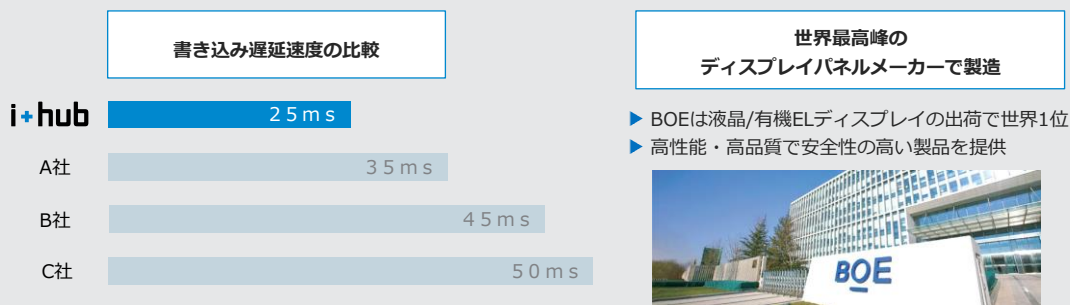 書き込み遅延速度の比較
i+hub
25ms
A社
35ms
B社
45ms
C社
50ms
世界最高峰の
ディスプレイパネルメーカーで製造
▶ BOEは液晶/有機ELディスプレイの出荷で世界1位
▶ 高性能・高品質で安全性の高い製品を提供
BOE